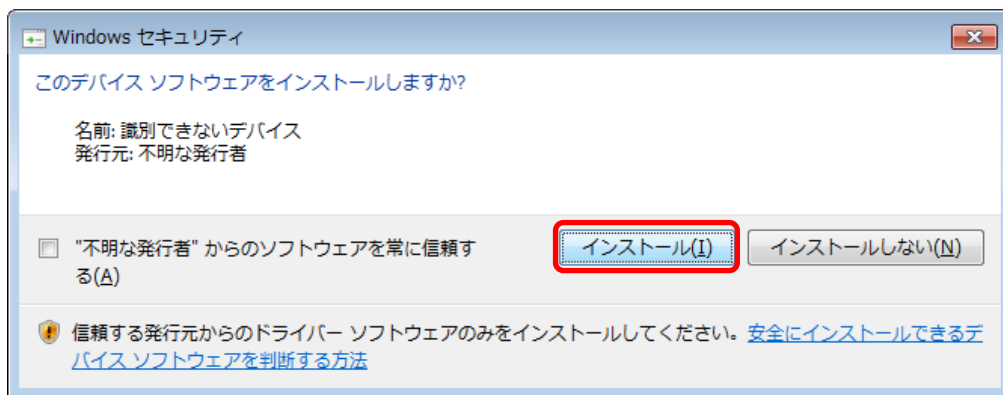 Windows セキュリティ
このデバイス ソフトウェアをインストールしますか?
名前: 識別できないデバイス
発行元: 不明な発行者
"不明な発行者" からのソフトウェアを常に信頼す
る(A)
インストール(I)
インストールしない(N)
信頼する発行元からのドライバー ソフトウェアのみをインストールしてください。安全にインストールできるデ
バイス ソフトウェアを判断する方法